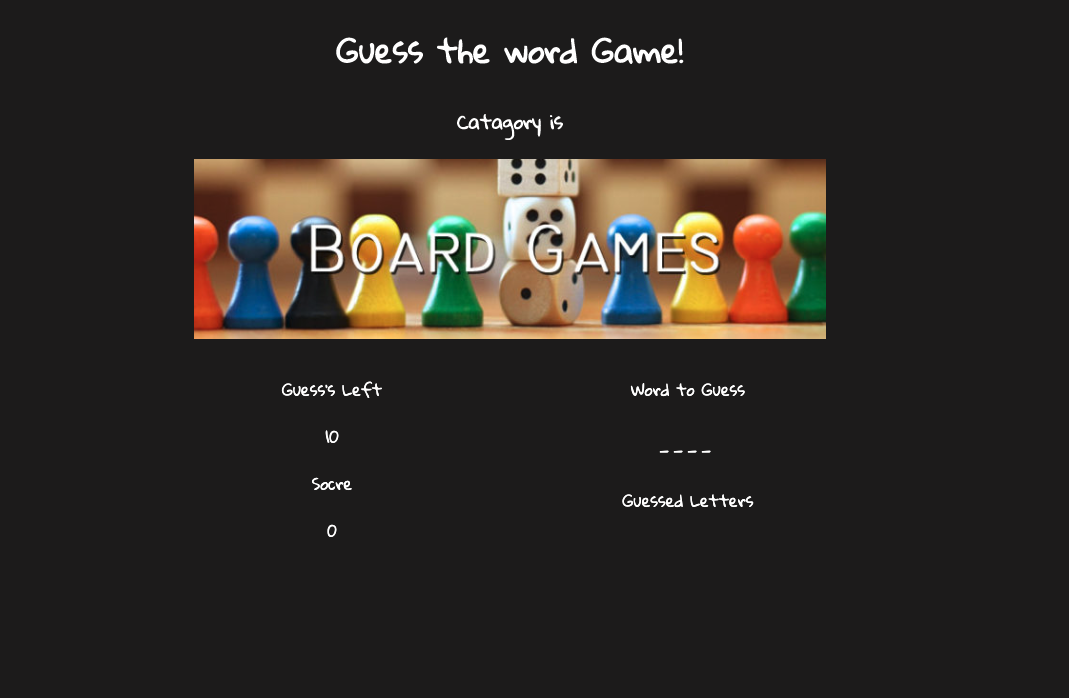 Guess the word Game!
Catagory is
Board Games
Guess's Left
10
Socre
0
Word to Guess
_ _ _ _
Guessed Letters